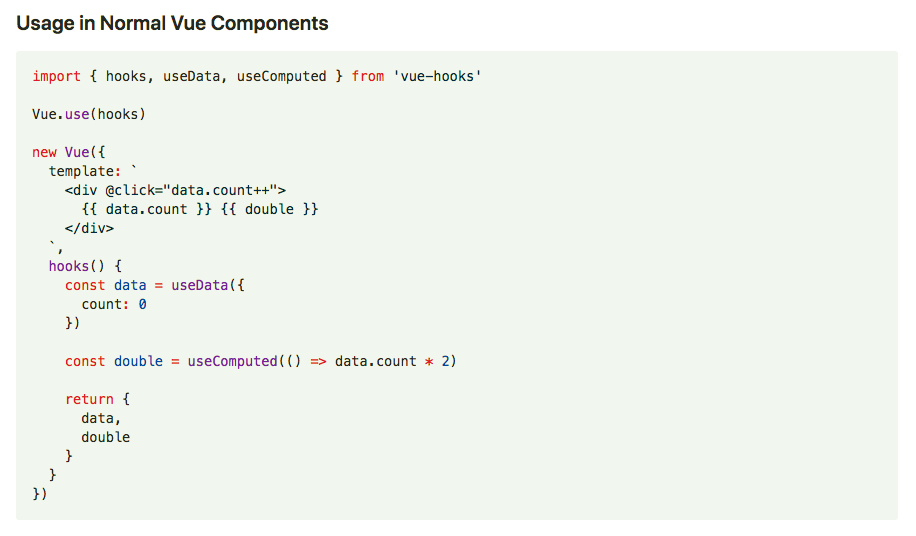 Usage in Normal Vue Components
import { hooks, useData, useComputed } from 'vue-hooks'
Vue.use(hooks)
new Vue({
  template: `
    <div @click="data.count++">
      {{ data.count }} {{ double }}
    </div>
  `,
  hooks() {
    const data = useData({
      count: 0
    })
    const double = useComputed(() => data.count * 2)
    return {
      data,
      double
    }
  }
})